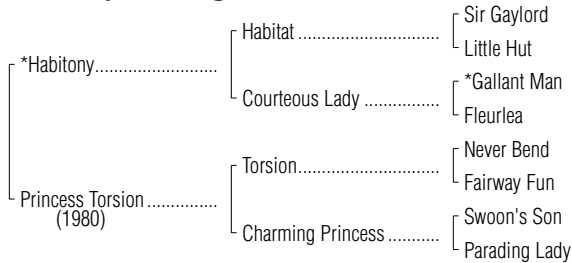 Sir Gaylord
Habitat
Little Hut
*Habitony
*Gallant Man
Courteous Lady
Fleurlea
Never Bend
Torsion
Fairway Fun
Princess Torsion
(1980)
Swoon's Son
Charming Princess
Parading Lady